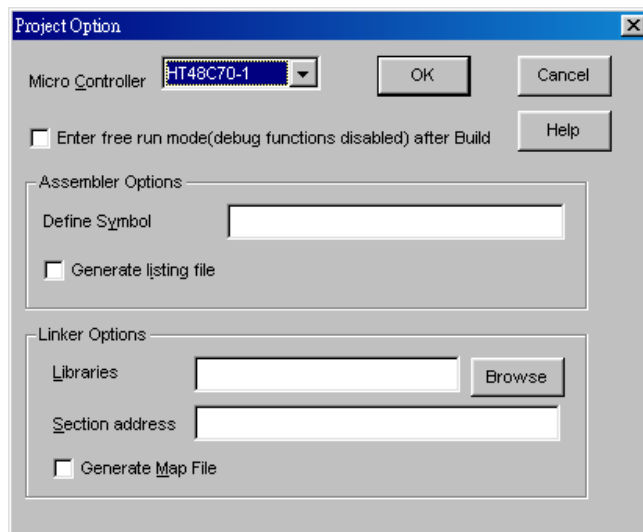 Project Option
Micro Controller HT48C70-1 OK Cancel
Enter free run mode(debug functions disabled) after Build Help
Assembler Options
Define Symbol
Generate listing file
Linker Options
Libraries Browse
Section address
Generate Map File